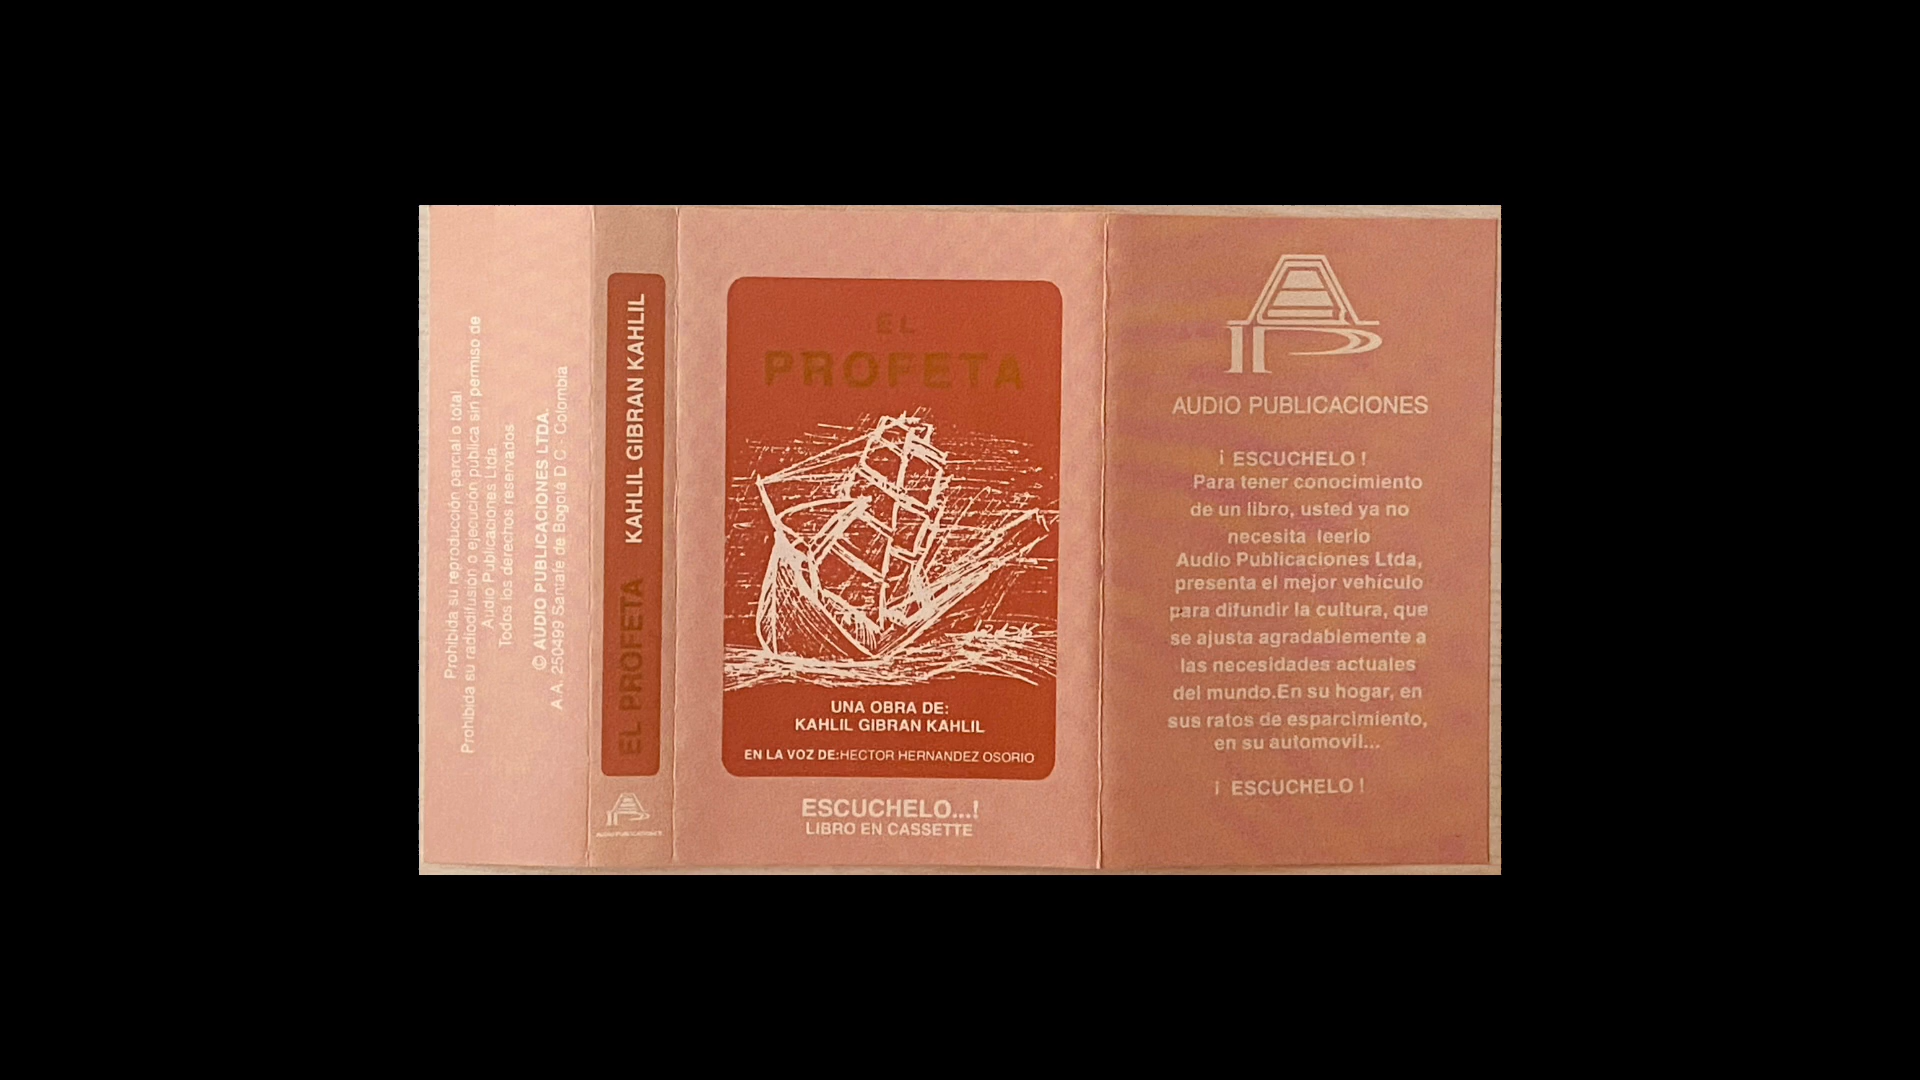 Prohibida su reproducción parcial o total
Prohibida su radiodifusión o ejecución pública sin permiso de
Audio Publicaciones Ltda.
Todos los derechos reservados
© AUDIO PUBLICACIONES LTDA.
A.A. 250499 Santafe de Bogotá D.C.- Colombia
EL PROFETA KAHLIL GIBRAN KAHLIL
AUDIO PUBLICACIONES
EL
PROFETA
UNA OBRA DE:
KAHLIL GIBRAN KAHLIL
EN LA VOZ DE:HECTOR HERNANDEZ OSORIO
ESCUCHELO...!
LIBRO EN CASSETTE
AUDIO PUBLICACIONES
¡ ESCUCHELO !
Para tener conocimiento
de un libro, usted ya no
necesita leerlo
Audio Publicaciones Ltda,
presenta el mejor vehículo
para difundir la cultura, que
se ajusta agradablemente a
las necesidades actuales
del mundo.En su hogar, en
sus ratos de esparcimiento,
en su automovil...
¡ ESCUCHELO !